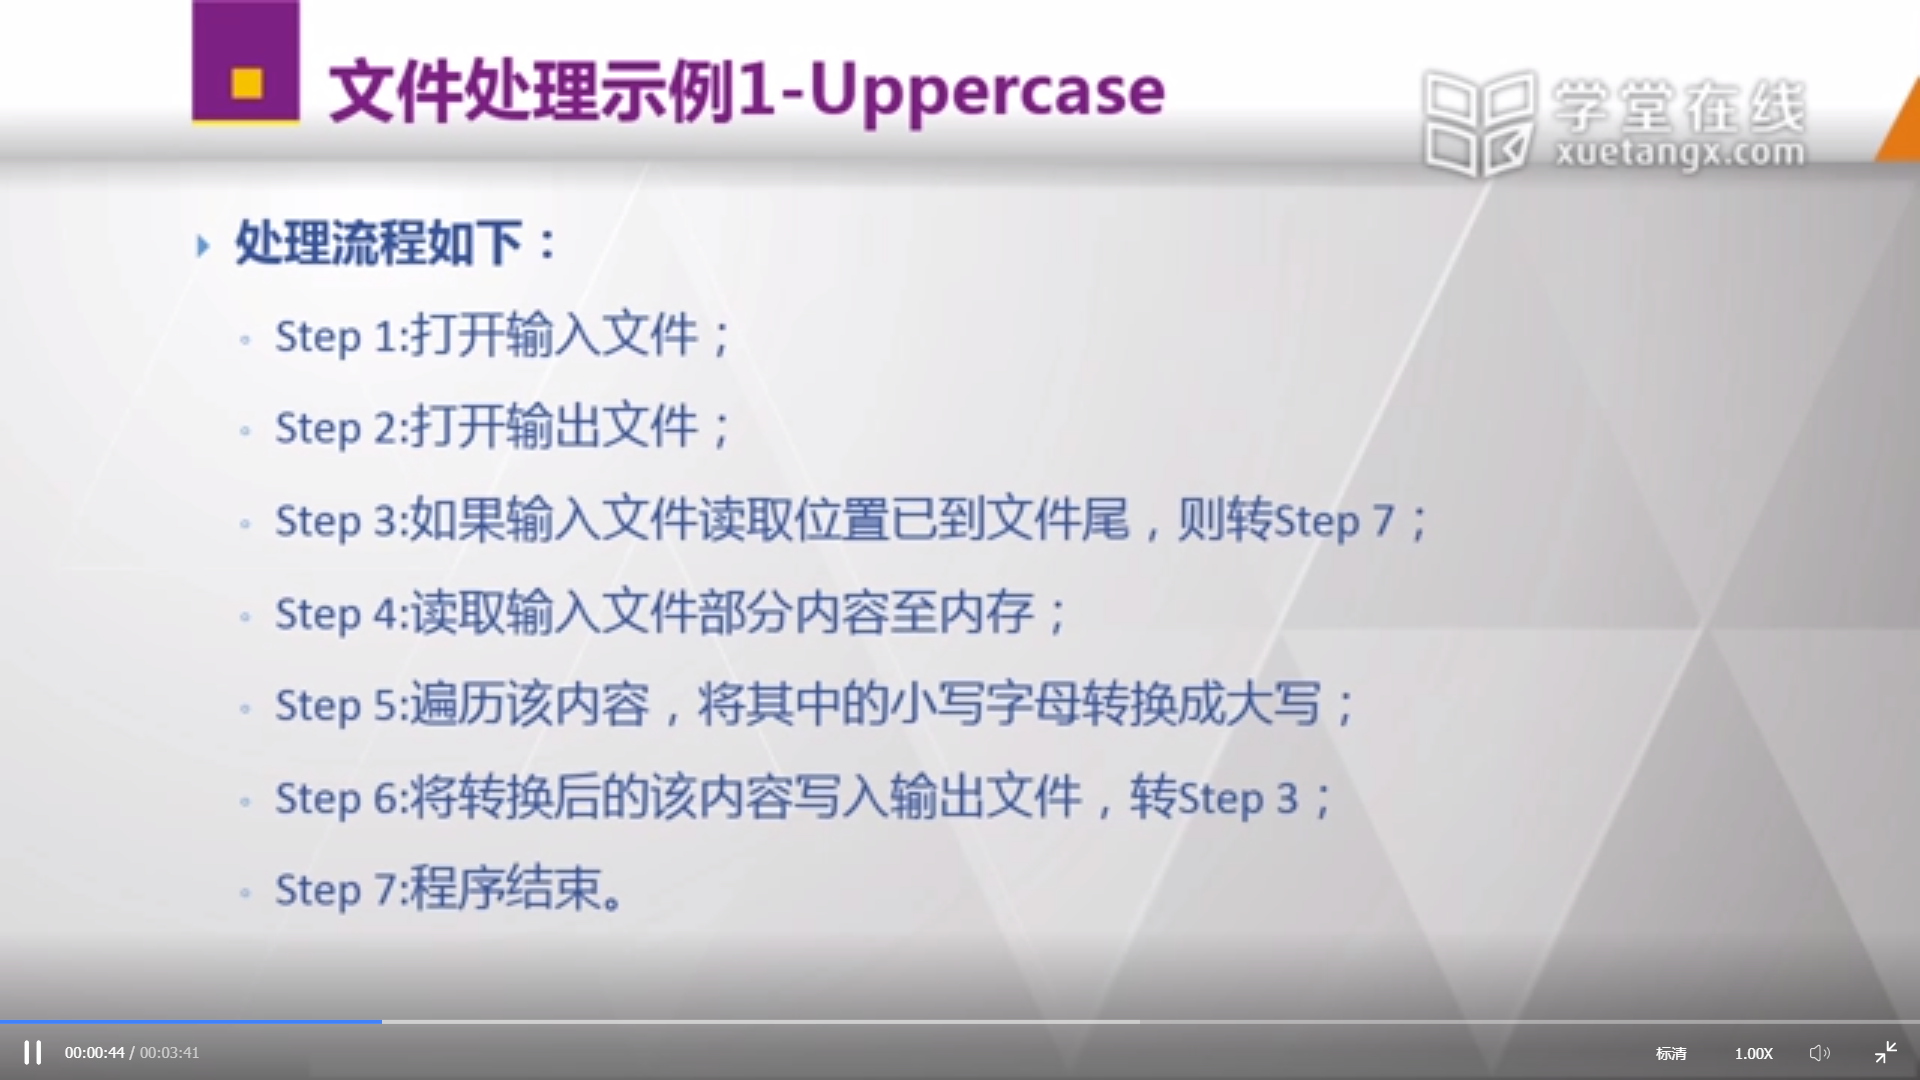 文件处理示例1-Uppercase
学堂在线
xuetangx.com
处理流程如下：
Step 1:打开输入文件；
Step 2:打开输出文件；
Step 3:如果输入文件读取位置已到文件尾，则转Step 7；
Step 4:读取输入文件部分内容至内存；
Step 5:遍历该内容，将其中的小写字母转换成大写；
Step 6:将转换后的该内容写入输出文件，转Step 3；
Step 7:程序结束。
00:00:44 / 00:03:41
标清
1.00X